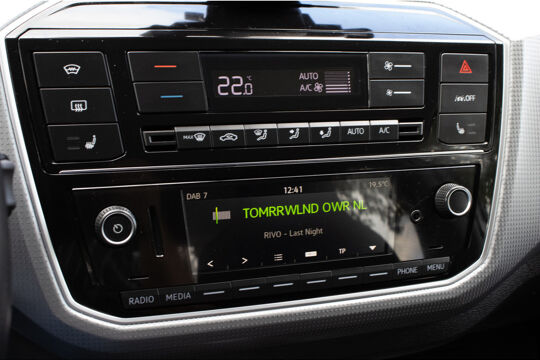 22.0 °C
AUTO
A/C
OFF
MAX
AUTO
A/C
DAB 7
12:41
19.5°C
TOMRRWLND OWR NL
RIVO - Last Night
TP
RADIO
MEDIA
PHONE
MENU